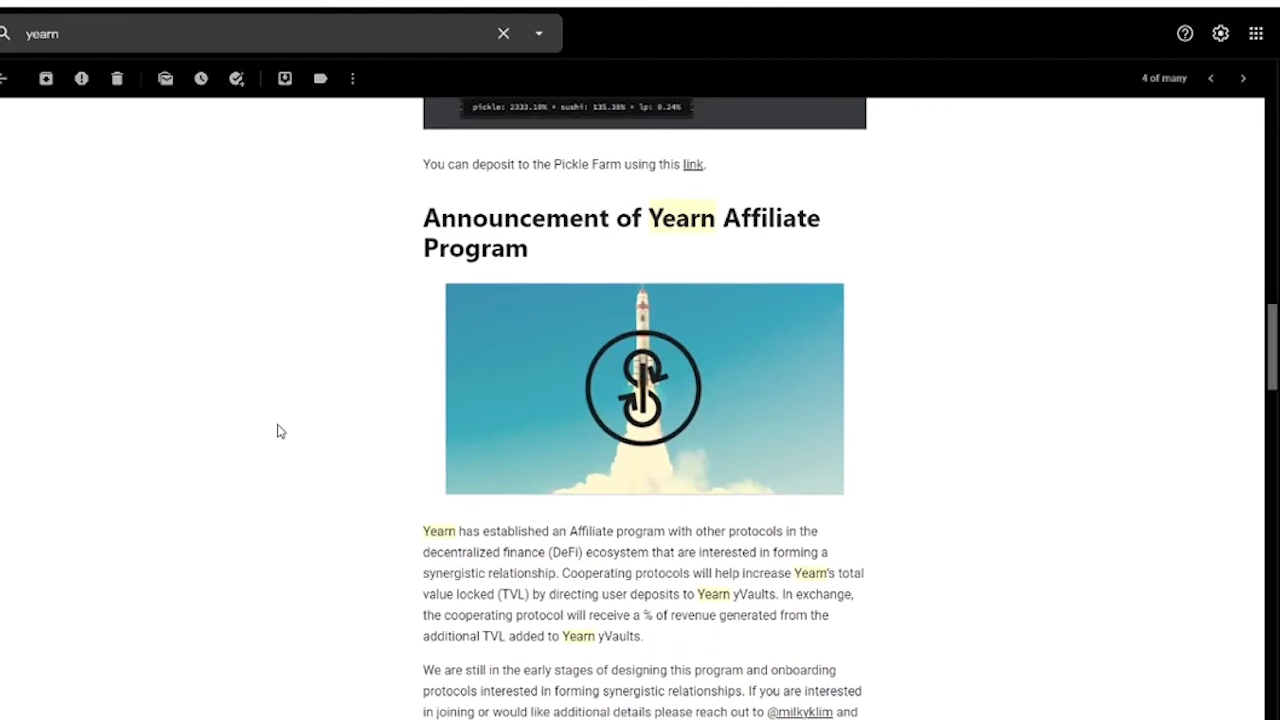 yearn
4 of many
pickle: 2333.18% • sushi: 135.38% • lp: 0.24%
You can deposit to the Pickle Farm using this link.
Announcement of Yearn Affiliate
Program
Yearn has established an Affiliate program with other protocols in the
decentralized finance (DeFi) ecosystem that are interested in forming a
synergistic relationship. Cooperating protocols will help increase Yearn's total
value locked (TVL) by directing user deposits to Yearn yVaults. In exchange,
the cooperating protocol will receive a % of revenue generated from the
additional TVL added to Yearn yVaults.
We are still in the early stages of designing this program and onboarding
protocols interested in forming synergistic relationships. If you are interested
in joining or would like additional details please reach out to @milkyklim and